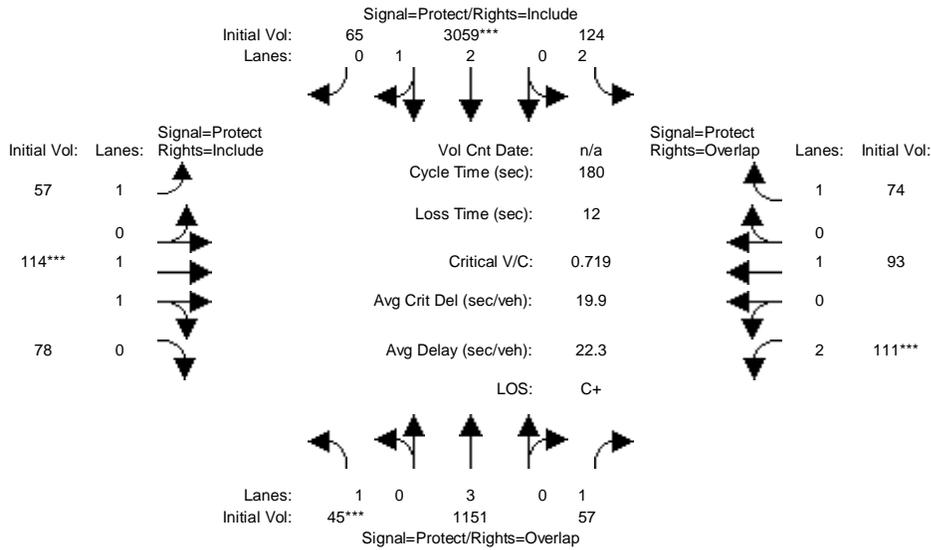 Signal=Protect/Rights=Include
Initial Vol: 65 3059*** 124
Lanes: 0 1 2 0 2
Signal=Protect Signal=Protect
Initial Vol: Lanes: Rights=Include Vol Cnt Date: n/a Rights=Overlap Lanes: Initial Vol:
Cycle Time (sec): 180
57 1 1 74
Loss Time (sec): 12
0 0
114*** 1 Critical V/C: 0.719 1 93
1 Avg Crit Del (sec/veh): 19.9 0
78 0 Avg Delay (sec/veh): 22.3 2 111***
LOS: C+
Lanes: 1 0 3 0 1
Initial Vol: 45*** 1151 57
Signal=Protect/Rights=Overlap